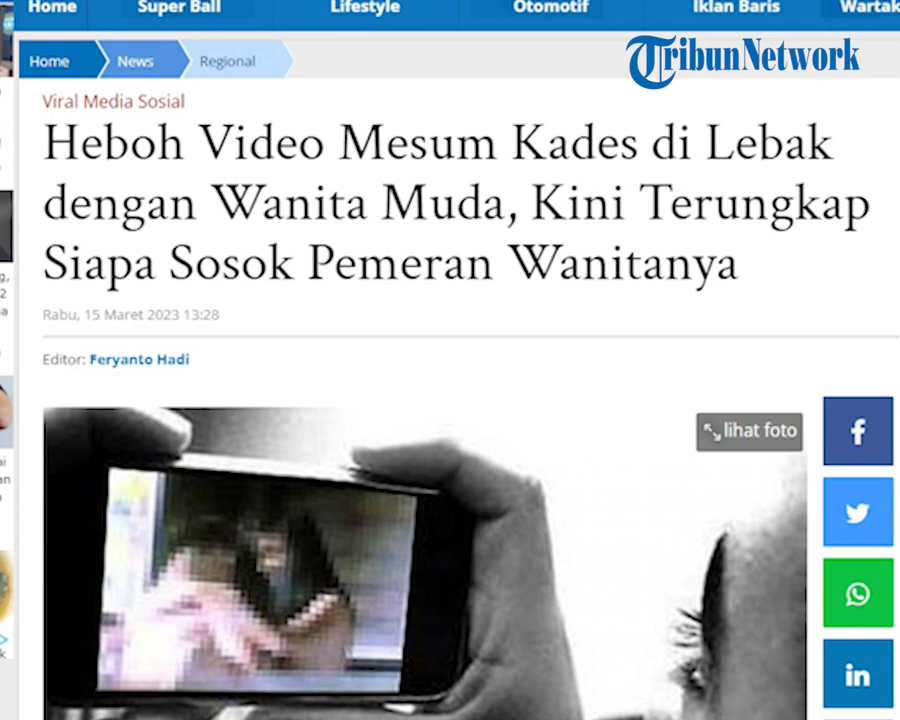 Home Super Ball Lifestyle Otomotif Iklan Baris Wartak
Home News Regional
TribunNetwork
Viral Media Sosial
Heboh Video Mesum Kades di Lebak
dengan Wanita Muda, Kini Terungkap
Siapa Sosok Pemeran Wanitanya
Rabu, 15 Maret 2023 13:28
Editor: Feryanto Hadi
lihat foto